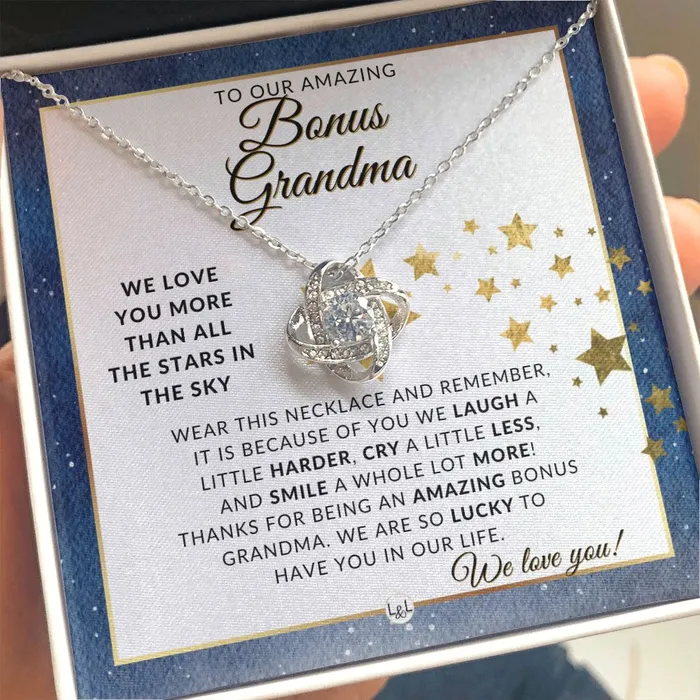 TO OUR AMAZING
Bonus
Grandma
WE LOVE
YOU MORE
THAN ALL
THE STARS IN
THE SKY
WEAR THIS NECKLACE AND REMEMBER,
IT IS BECAUSE OF YOU WE LAUGH A
LITTLE HARDER, CRY A LITTLE LESS,
AND SMILE A WHOLE LOT MORE!
THANKS FOR BEING AN AMAZING BONUS
GRANDMA. WE ARE SO LUCKY TO
HAVE YOU IN OUR LIFE.
We love you!
L&L